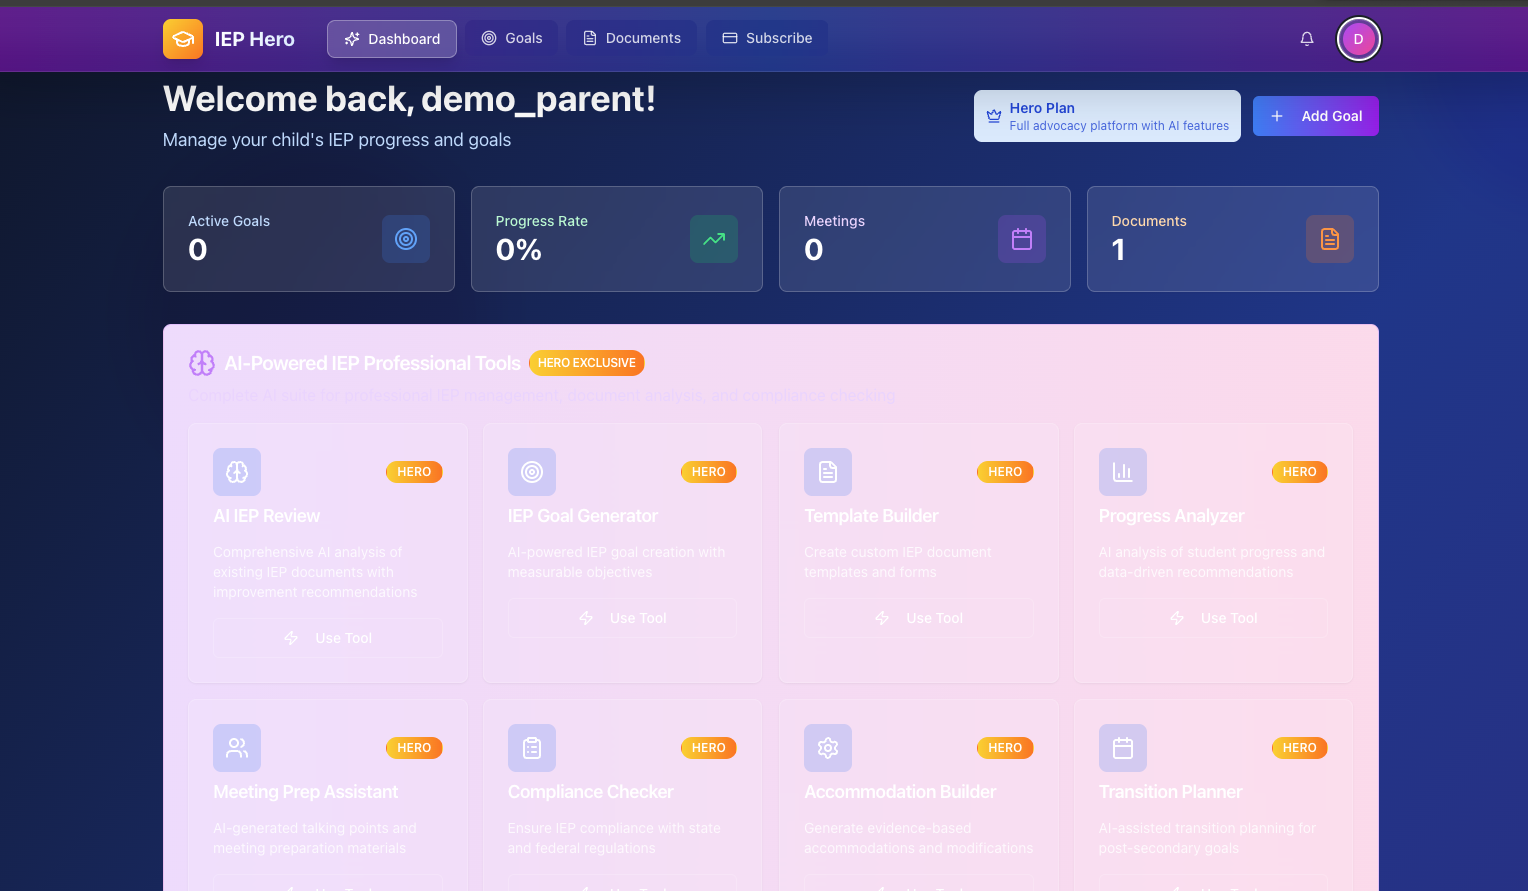 IEP Hero
Dashboard
Goals
Documents
Subscribe
D
Welcome back, demo_parent!
Manage your child's IEP progress and goals
Hero Plan
Full advocacy platform with AI features
Add Goal
Active Goals
0
Progress Rate
0%
Meetings
0
Documents
1
AI-Powered IEP Professional Tools
HERO EXCLUSIVE
Complete AI suite for professional IEP management, document analysis, and compliance checking
HERO
AI IEP Review
Comprehensive AI analysis of
existing IEP documents with
improvement recommendations
Use Tool
HERO
IEP Goal Generator
AI-powered IEP goal creation with
measurable objectives
Use Tool
HERO
Template Builder
Create custom IEP document
templates and forms
Use Tool
HERO
Progress Analyzer
AI analysis of student progress and
data-driven recommendations
Use Tool
HERO
Meeting Prep Assistant
AI-generated talking points and
meeting preparation materials
HERO
Compliance Checker
Ensure IEP compliance with state
and federal regulations
HERO
Accommodation Builder
Generate evidence-based
accommodations and modifications
HERO
Transition Planner
AI-assisted transition planning for
post-secondary goals